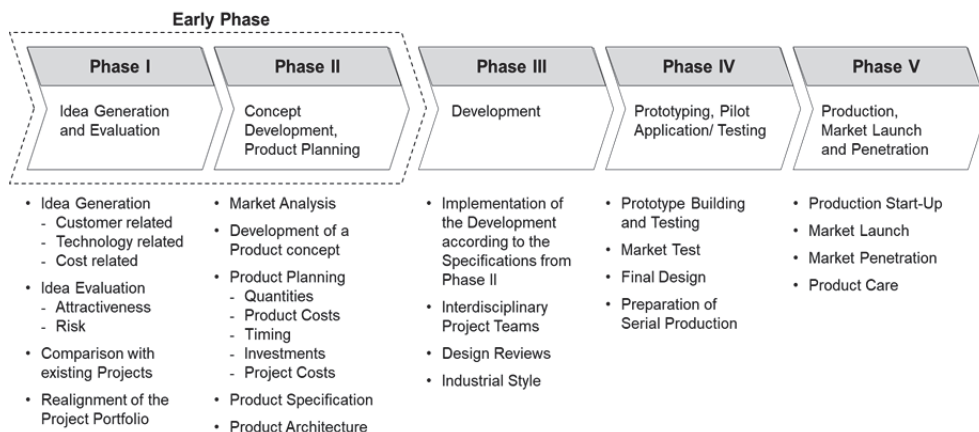 Early Phase
Phase I
Idea Generation
and Evaluation
• Idea Generation
- Customer related
- Technology related
- Cost related
• Idea Evaluation
- Attractiveness
- Risk
• Comparison with
existing Projects
• Realignment of the
Project Portfolio
Phase II
Concept
Development,
Product Planning
• Market Analysis
• Development of a
Product concept
• Product Planning
- Quantities
- Product Costs
- Timing
- Investments
- Project Costs
• Product Specification
• Product Architecture
Phase III
Development
• Implementation of
the Development
according to the
Specifications from
Phase II
• Interdisciplinary
Project Teams
• Design Reviews
• Industrial Style
Phase IV
Prototyping, Pilot
Application/ Testing
• Prototype Building
and Testing
• Market Test
• Final Design
• Preparation of
Serial Production
Phase V
Production,
Market Launch
and Penetration
• Production Start-Up
• Market Launch
• Market Penetration
• Product Care